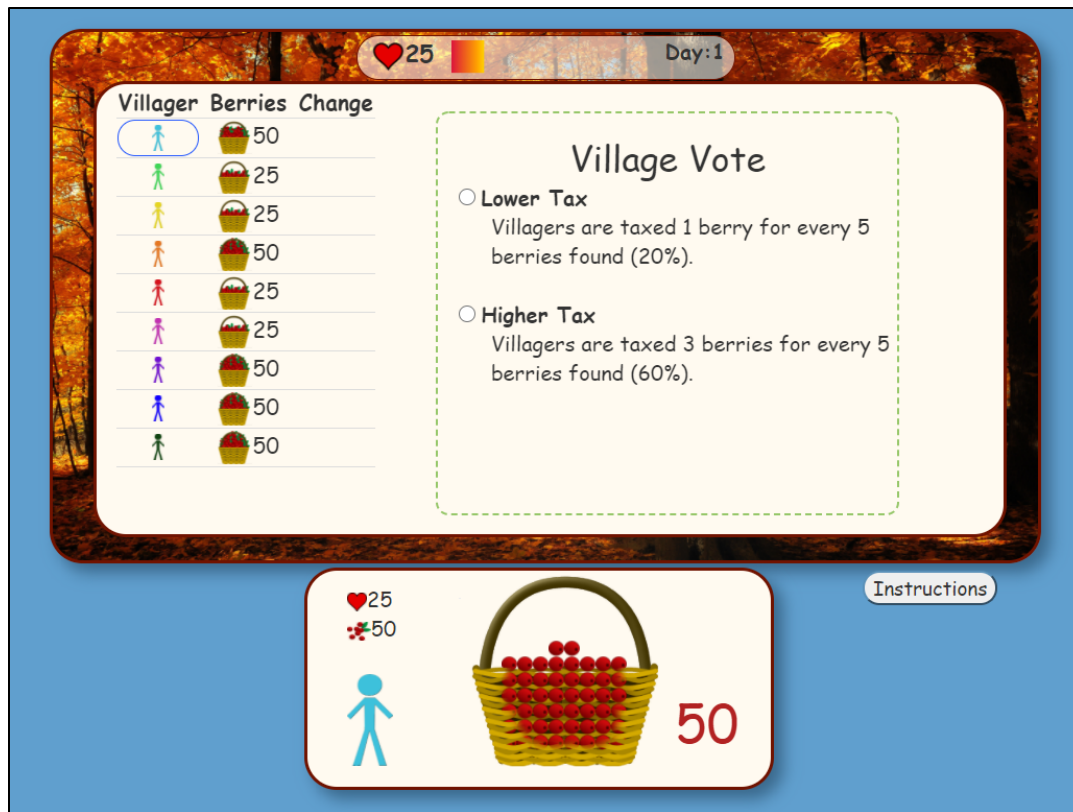 25 Day:1
Villager Berries Change
50
25
25
50
25
25
50
50
50
Village Vote
Lower Tax
Villagers are taxed 1 berry for every 5
berries found (20%).
Higher Tax
Villagers are taxed 3 berries for every 5
berries found (60%).
Instructions
25
50
50